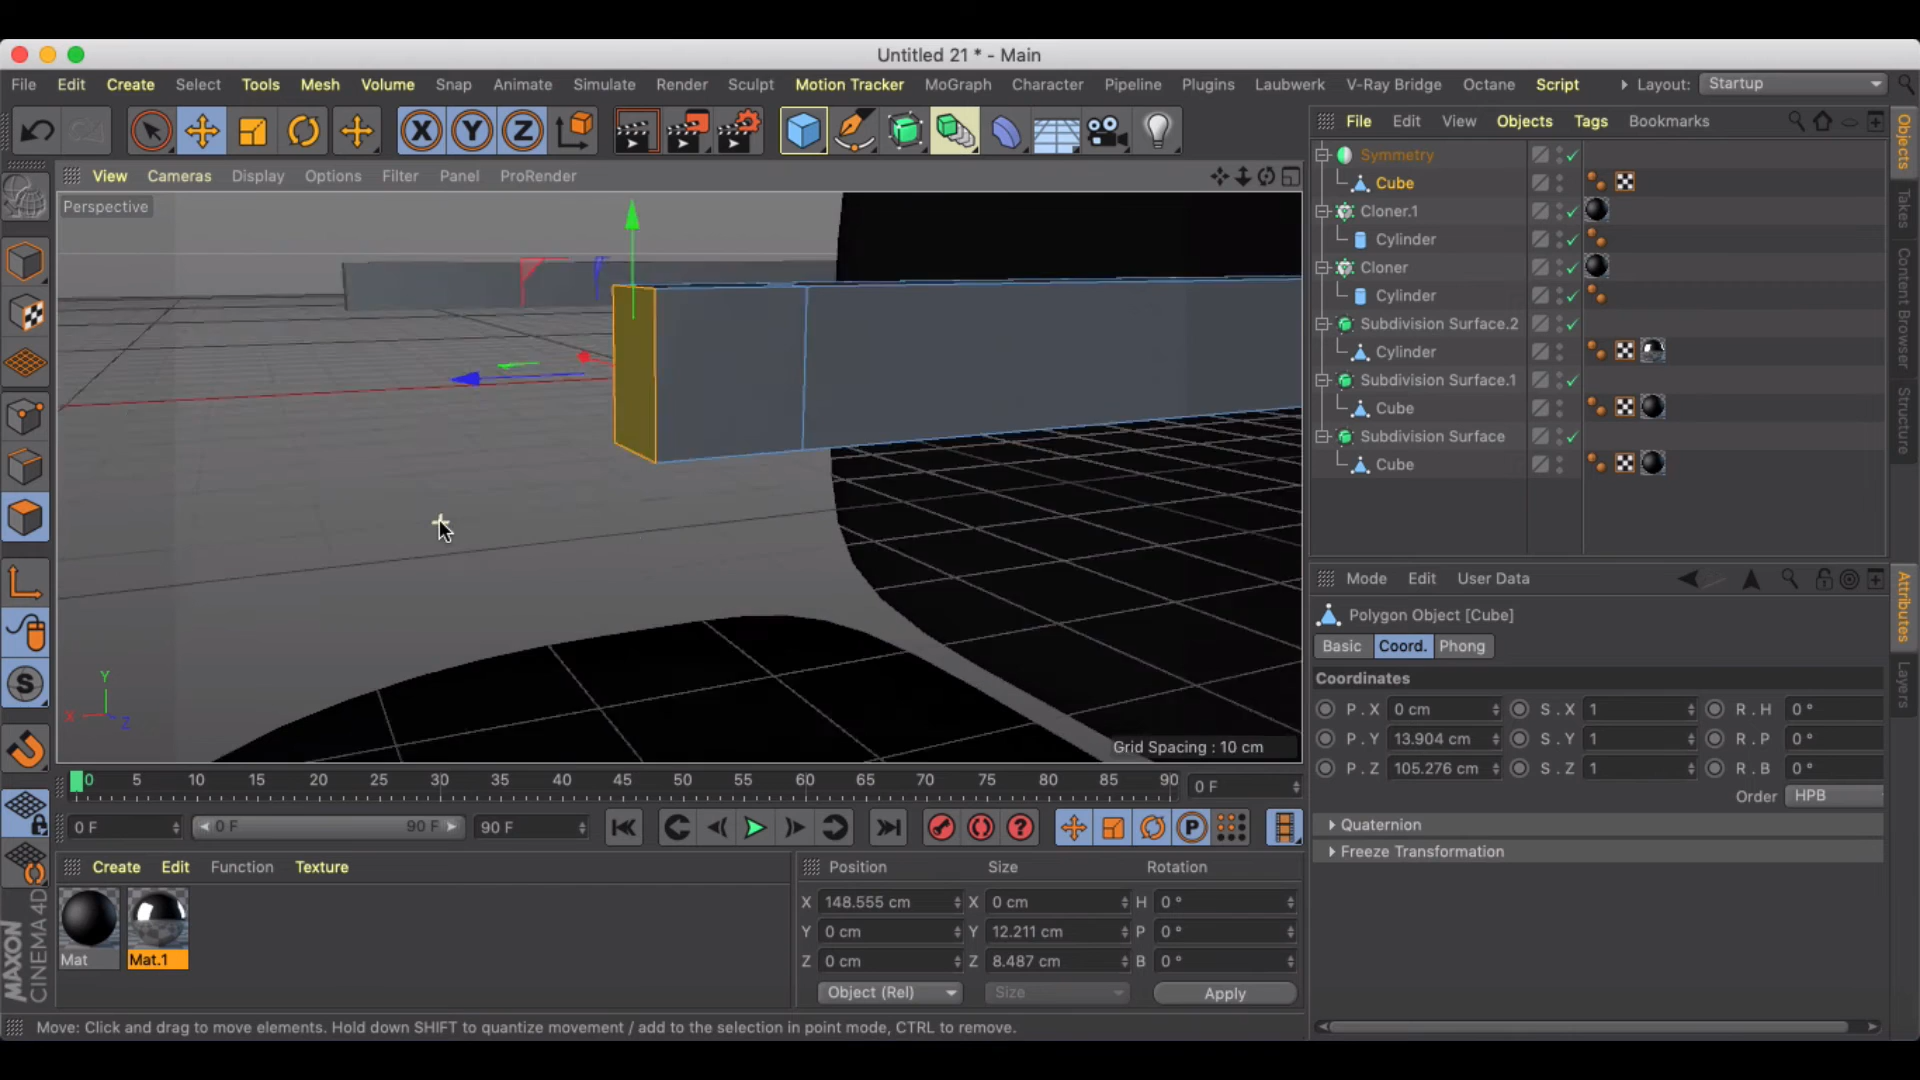 Untitled 21 * - Main
File Edit Create Select Tools Mesh Volume Snap Animate Simulate Render Sculpt Motion Tracker MoGraph Character Pipeline Plugins Laubwerk V-Ray Bridge Octane Script Layout: Startup
X Y Z
File Edit View Objects Tags Bookmarks
View Cameras Display Options Filter Panel ProRender
Perspective
Symmetry
Cube
Cloner.1
Cylinder
Cloner
Cylinder
Subdivision Surface.2
Cylinder
Subdivision Surface.1
Cube
Subdivision Surface
Cube
Objects
Takes
Content Browser
Structure
Y
X Z
Grid Spacing : 10 cm
S
Mode Edit User Data
Polygon Object [Cube]
Basic Coord. Phong
Coordinates
P . X 0 cm S . X 1 R . H 0 °
P . Y 13.904 cm S . Y 1 R . P 0 °
P . Z 105.276 cm S . Z 1 R . B 0 °
Order HPB
Quaternion
Freeze Transformation
Attributes
Layers
0 5 10 15 20 25 30 35 40 45 50 55 60 65 70 75 80 85 90 0 F
0 F 0 F 90 F 90 F ? P
Create Edit Function Texture
Mat Mat.1
Position Size Rotation
X 148.555 cm X 0 cm H 0 °
Y 0 cm Y 12.211 cm P 0 °
Z 0 cm Z 8.487 cm B 0 °
Object (Rel) Size Apply
MAXON
CINEMA 4D
Move: Click and drag to move elements. Hold down SHIFT to quantize movement / add to the selection in point mode, CTRL to remove.